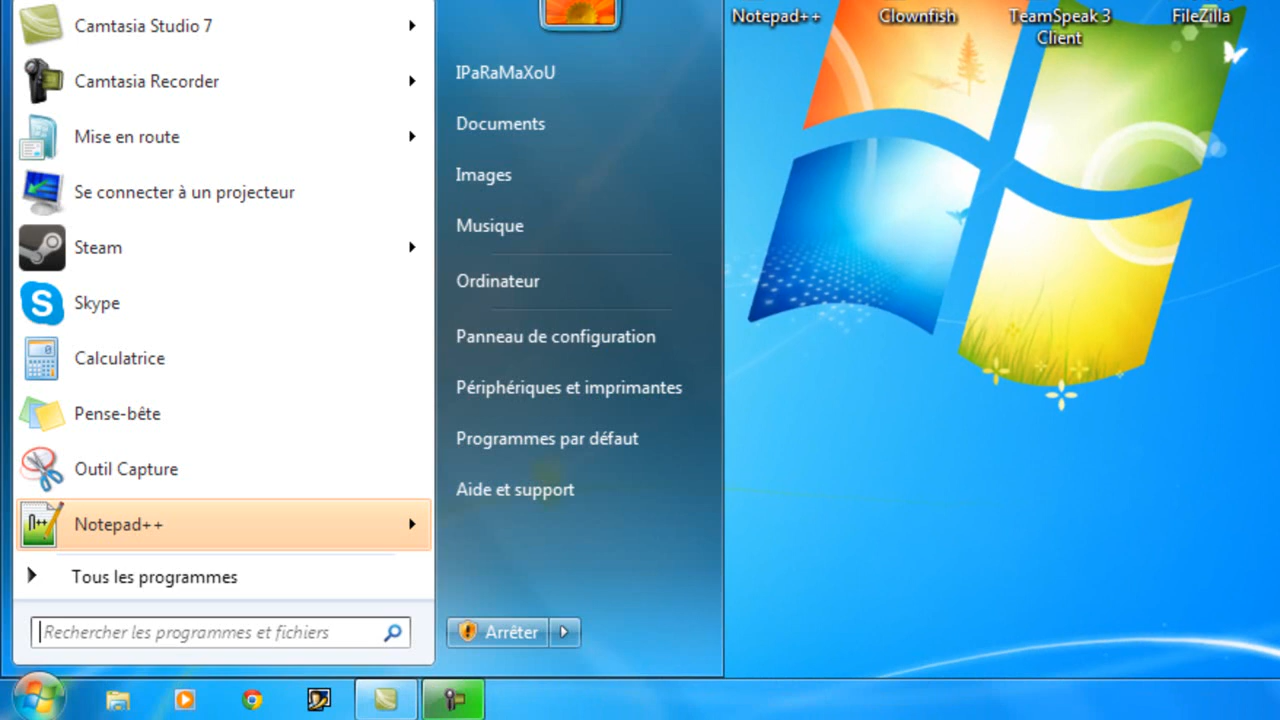 Camtasia Studio 7
Camtasia Recorder
Mise en route
Se connecter à un projecteur
Steam
Skype
Calculatrice
Pense-bête
Outil Capture
Notepad++
Tous les programmes
Rechercher les programmes et fichiers
IPaRaMaXoU
Documents
Images
Musique
Ordinateur
Panneau de configuration
Périphériques et imprimantes
Programmes par défaut
Aide et support
Arrêter
Notepad++
Clownfish
TeamSpeak 3
Client
FileZilla